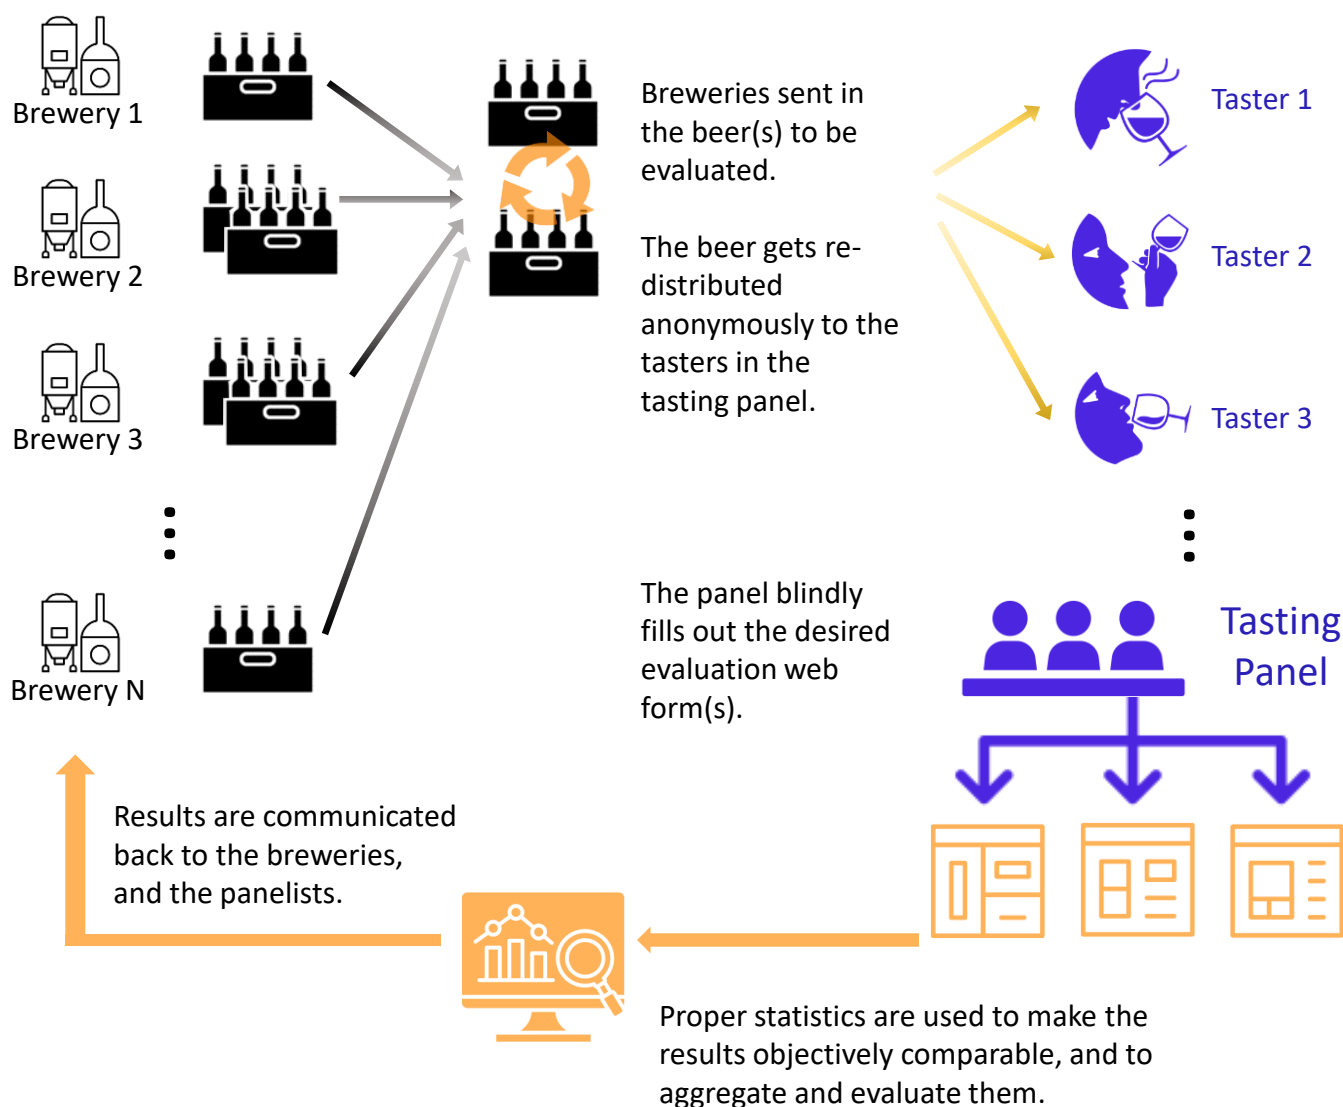 Brewery 1
Brewery 2
Brewery 3
Brewery N
Breweries sent in
the beer(s) to be
evaluated.
The beer gets re-
distributed
anonymously to the
tasters in the
tasting panel.
Taster 1
Taster 2
Taster 3
The panel blindly
fills out the desired
evaluation web
form(s).
Tasting
Panel
Results are communicated
back to the breweries,
and the panelists.
Proper statistics are used to make the
results objectively comparable, and to
aggregate and evaluate them.